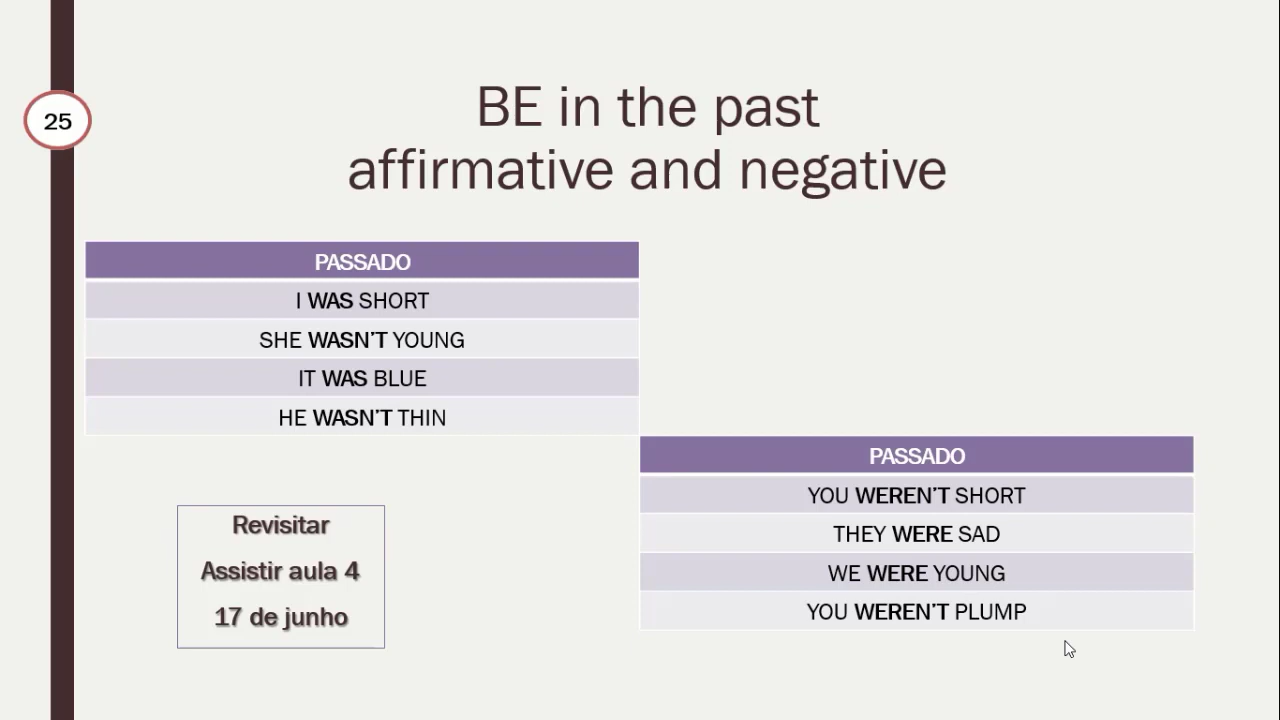 25
BE in the past
affirmative and negative
PASSADO
I WAS SHORT
SHE WASN'T YOUNG
IT WAS BLUE
HE WASN'T THIN
PASSADO
YOU WEREN'T SHORT
THEY WERE SAD
WE WERE YOUNG
YOU WEREN'T PLUMP
Revisitar
Assistir aula 4
17 de junho